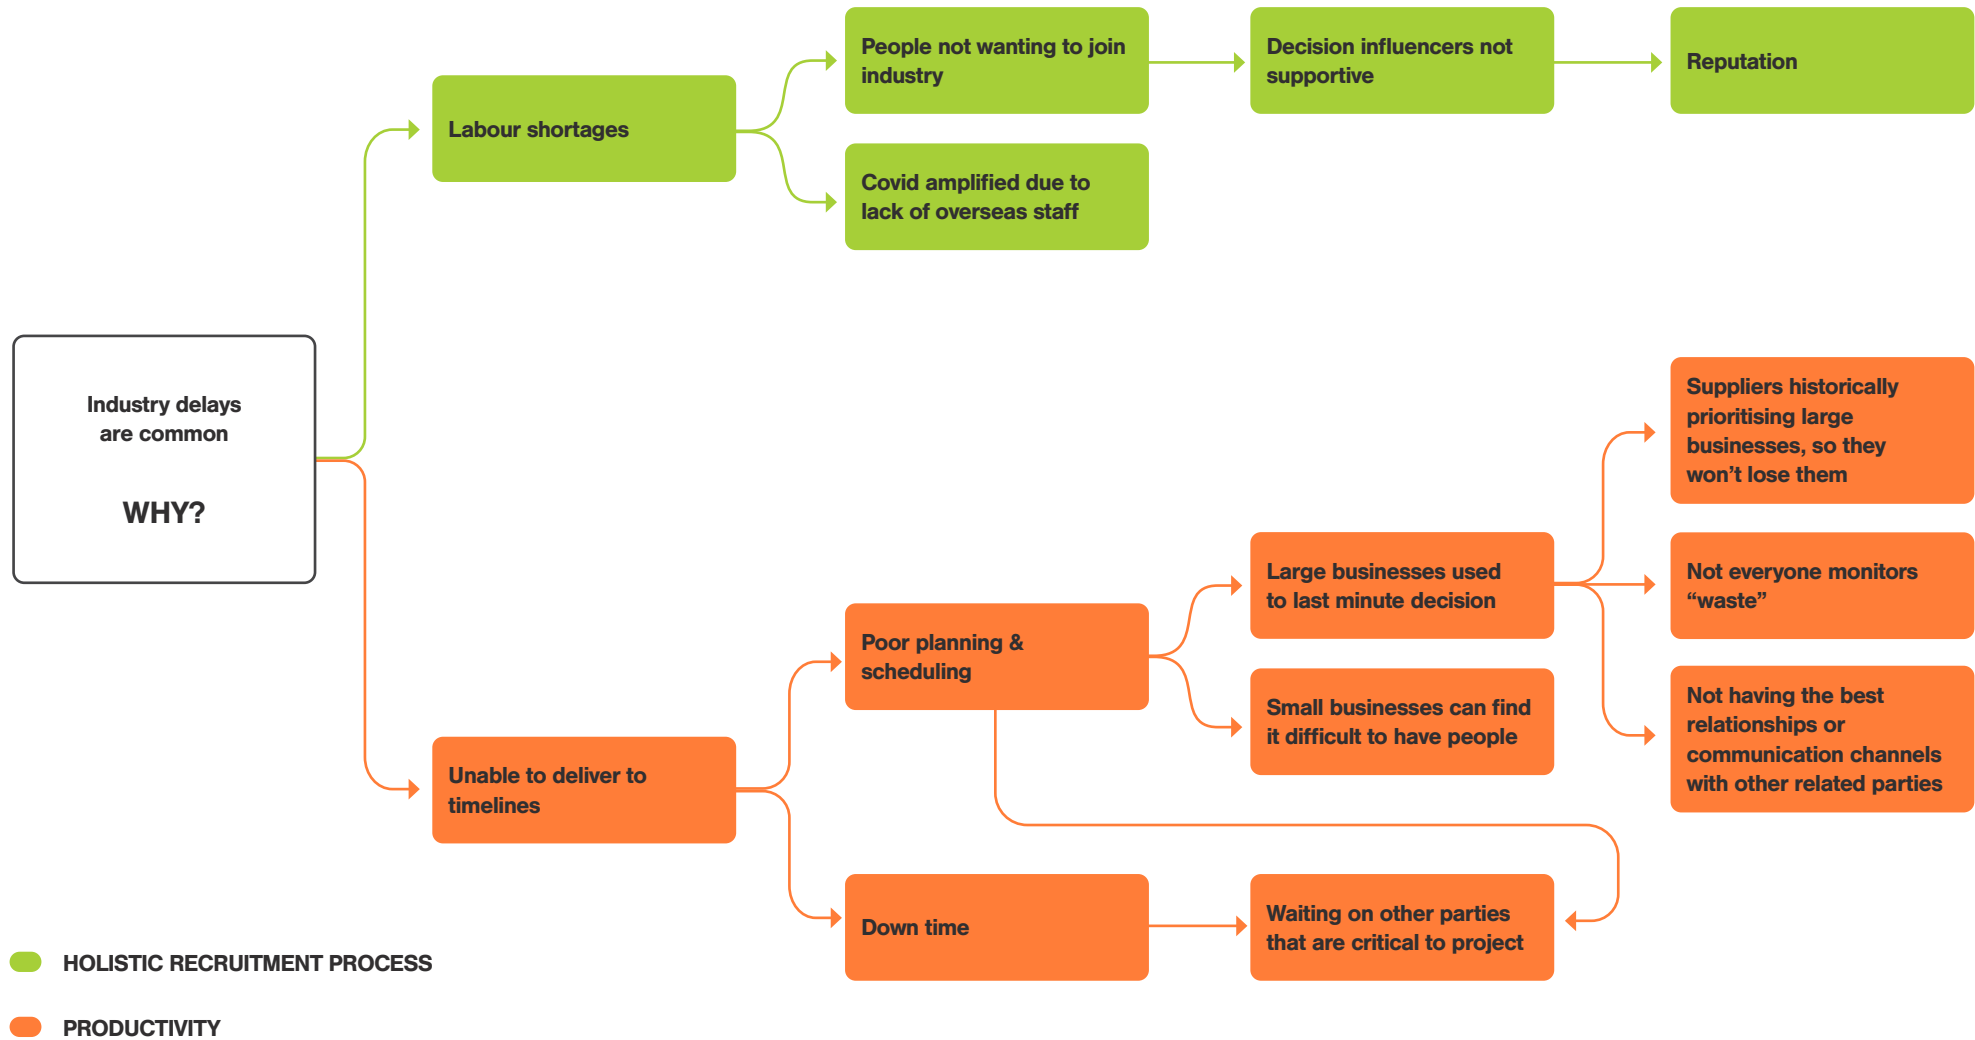 People not wanting to join
industry
Decision influencers not
supportive
Reputation
Labour shortages
Covid amplified due to
lack of overseas staff
Industry delays
are common
WHY?
Suppliers historically
prioritising large
businesses, so they
won’t lose them
Large businesses used
to last minute decision
Not everyone monitors
“waste”
Poor planning &
scheduling
Small businesses can find
it difficult to have people
Not having the best
relationships or
communication channels
with other related parties
Unable to deliver to
timelines
Down time
Waiting on other parties
that are critical to project
HOLISTIC RECRUITMENT PROCESS
PRODUCTIVITY